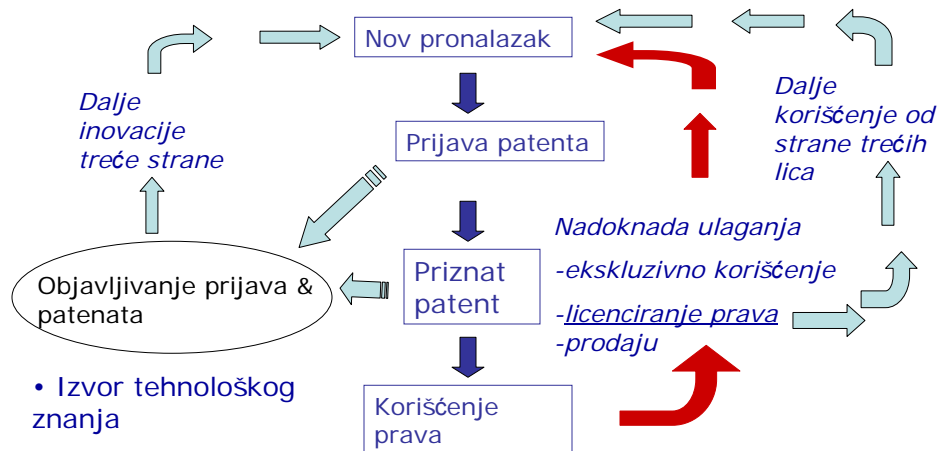 Nov pronalazak
Dalje
inovacije
treće strane
Dalje
korišćenje od
strane trećih
lica
Prijava patenta
Nadoknada ulaganja
-ekskluzivno korišćenje
-licenciranje prava
-prodaju
Priznat
patent
Objavljivanje prijava &
patenata
• Izvor tehnološkog
znanja
Korišćenje
prava